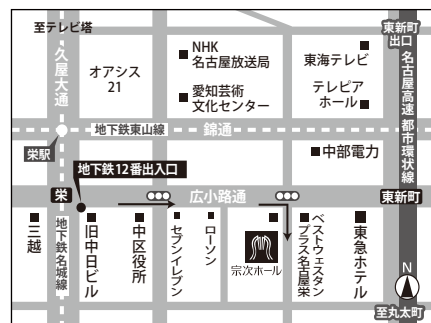 至テレビ塔
久屋大通
オアシス
21
■NHK
名古屋放送局
■愛知芸術
文化センター
東海テレビ
テレピア
ホール■
東新町
出口
名古屋高速 都市環状線
地下鉄東山線
錦通
栄駅
■中部電力
地下鉄12番出入口
栄
広小路通
東新町
■三越
地下鉄名城線
■旧中日ビル
■中区役所
■セブンイレブン
■ローソン
宗次ホール
■ベストウェスタン
プラス名古屋栄
■東急ホテル
N
至丸太町